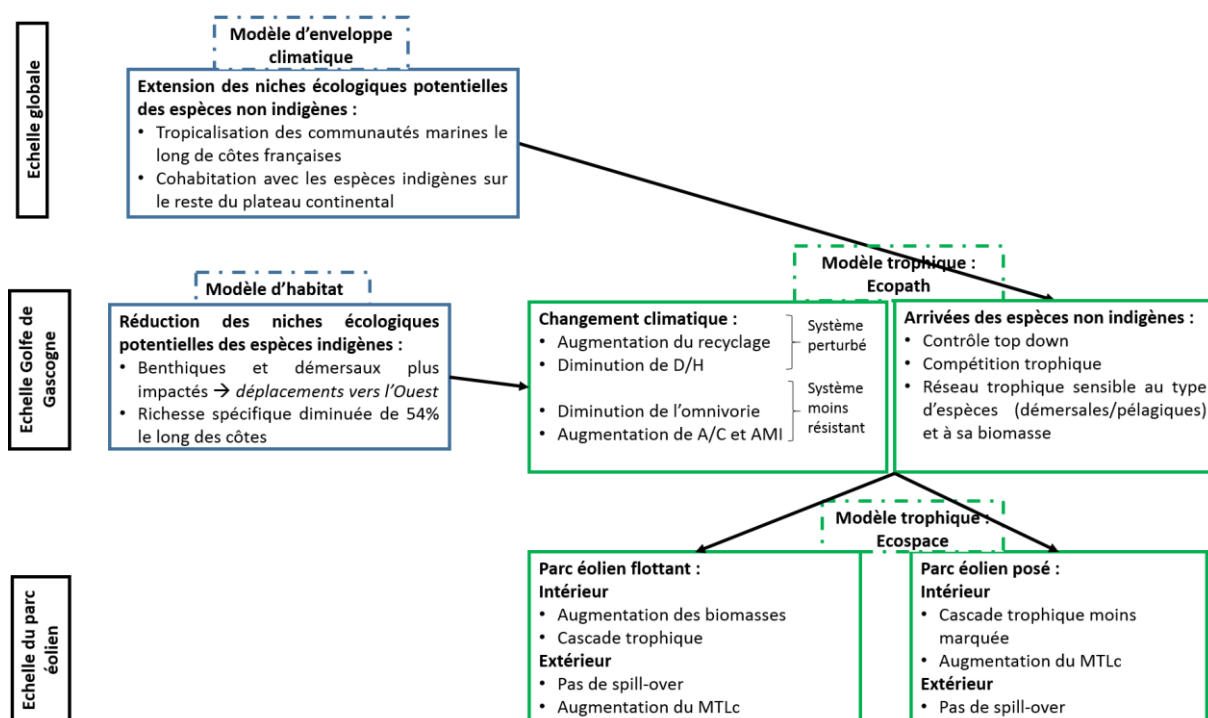 Echelle globale
Modèle d'enveloppe
climatique
Extension des niches écologiques potentielles
des espèces non indigènes :
• Tropicalisation des communautés marines le
long de côtes françaises
• Cohabitation avec les espèces indigènes sur
le reste du plateau continental
Echelle Golfe de
Gascogne
Modèle d'habitat
Réduction des niches écologiques
potentielles des espèces indigènes :
• Benthiques et démersaux plus
impactés → déplacements vers l'Ouest
• Richesse spécifique diminuée de 54%
le long des côtes
Modèle trophique :
Ecopath
Changement climatique :
• Augmentation du recyclage
• Diminution de D/H
Système
perturbé
• Diminution de l'omnivorie
• Augmentation de A/C et AMI
Système
moins
résistant
Arrivées des espèces non indigènes :
• Contrôle top down
• Compétition trophique
• Réseau trophique sensible au type
d'espèces (démersales/pélagiques)
et à sa biomasse
Echelle du parc
éolien
Modèle trophique :
Ecospace
Parc éolien flottant :
Intérieur
• Augmentation des biomasses
• Cascade trophique
Extérieur
• Pas de spill-over
• Augmentation du MTLc
Parc éolien posé :
Intérieur
• Cascade trophique moins
marquée
• Augmentation du MTLc
Extérieur
• Pas de spill-over